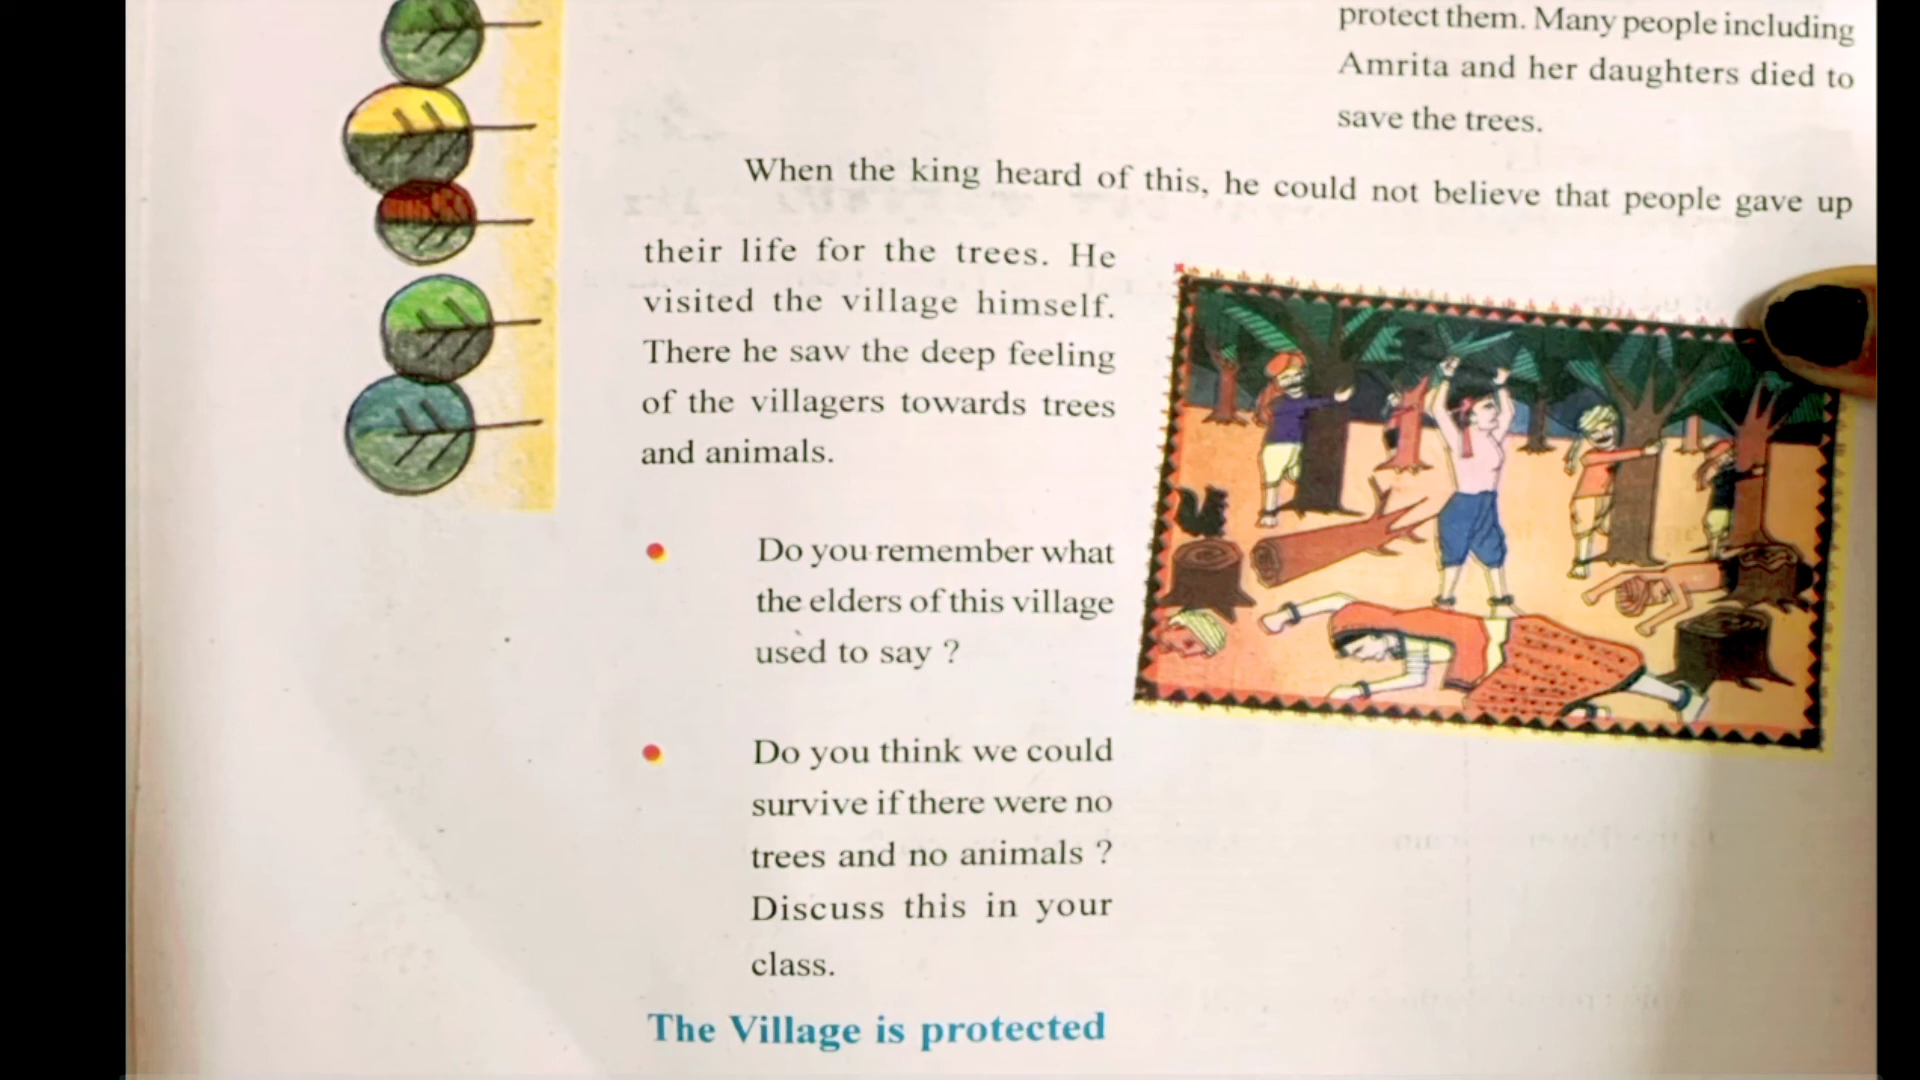 protect them. Many people including
Amrita and her daughters died to
save the trees.
When the king heard of this, he could not believe that people gave up
their life for the trees. He
visited the village himself.
There he saw the deep feeling
of the villagers towards trees
and animals.
Do you remember what
the elders of this village
used to say ?
Do you think we could
survive if there were no
trees and no animals ?
Discuss this in your
class.
The Village is protected